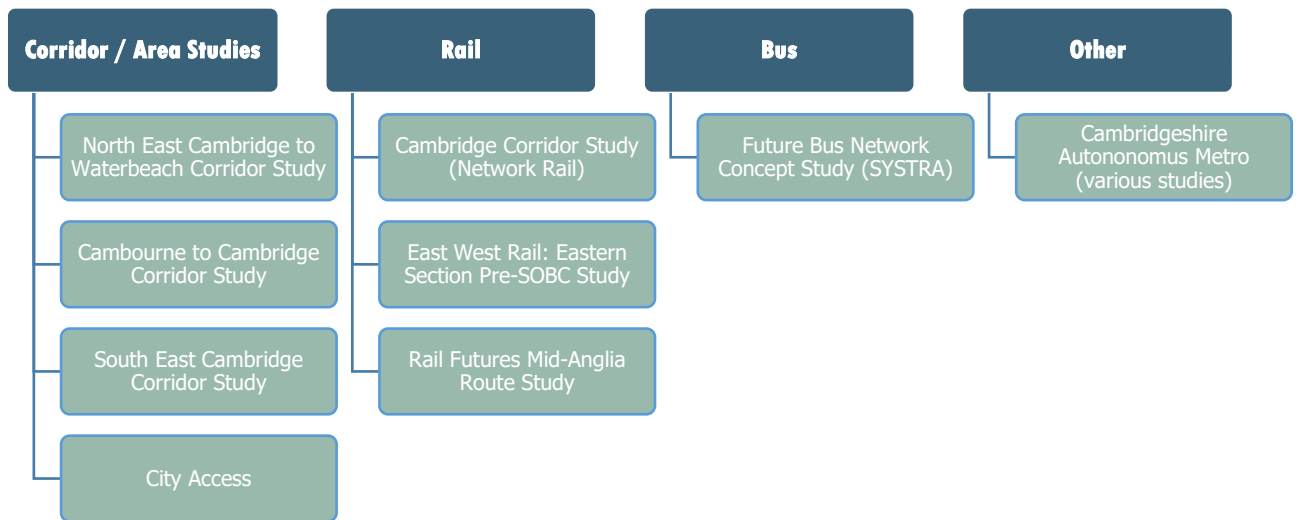 Corridor / Area Studies
North East Cambridge to
Waterbeach Corridor Study
Cambourne to Cambridge
Corridor Study
South East Cambridge
Corridor Study
City Access
Rail
Cambridge Corridor Study
(Network Rail)
East West Rail: Eastern
Section Pre-SOBC Study
Rail Futures Mid-Anglia
Route Study
Bus
Future Bus Network
Concept Study (SYSTRA)
Other
Cambridgeshire
Autononomus Metro
(various studies)